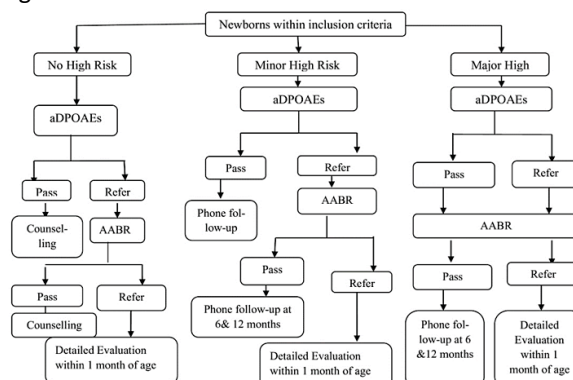 Newborns within inclusion criteria
No High Risk
Minor High Risk
Major High
aDPOAEs
aDPOAEs
aDPOAEs
Pass
Refer
Pass
Refer
Pass
Refer
Counsel-
ling
AABR
Phone fol-
low-up
AABR
AABR
Pass
Refer
Pass
Refer
Pass
Refer
Counselling
Detailed Evaluation
within 1 month of age
Phone follow-up at
6& 12 months
Detailed Evaluation
within 1 month of age
Phone fol-
low-up at 6
&12 months
Detailed
Evaluation
within 1
month of age